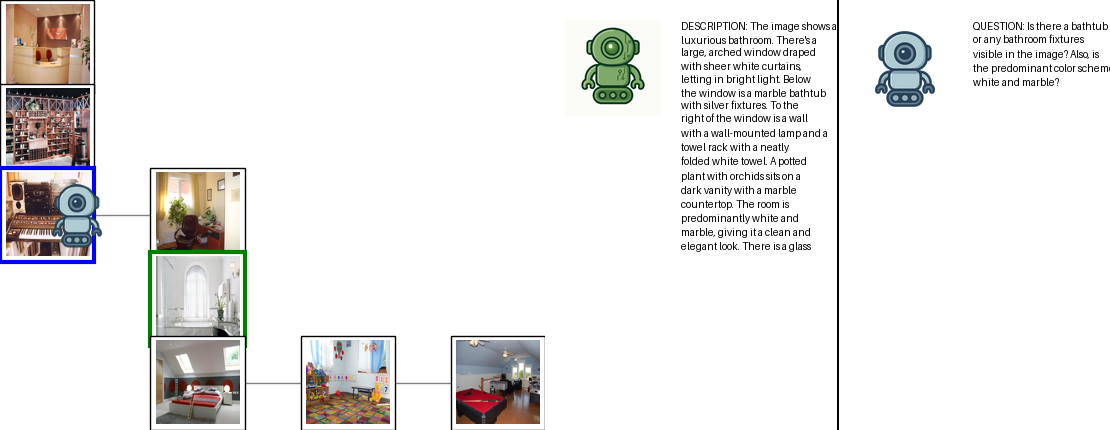 DESCRIPTION: The image shows a
luxurious bathroom. There's a
large, arched window draped
with sheer white curtains,
letting in bright light. Below
the window is a marble bathtub
with silver fixtures. To the
right of the window is a wall
with a wall-mounted lamp and a
towel rack with a neatly
folded white towel. A potted
plant with orchids sits on a
dark vanity with a marble
countertop. The room is
predominantly white and
marble, giving it a clean and
elegant look. There is a glass
QUESTION: Is there a bathtub
or any bathroom fixtures
visible in the image? Also, is
the predominant color scheme
white and marble?